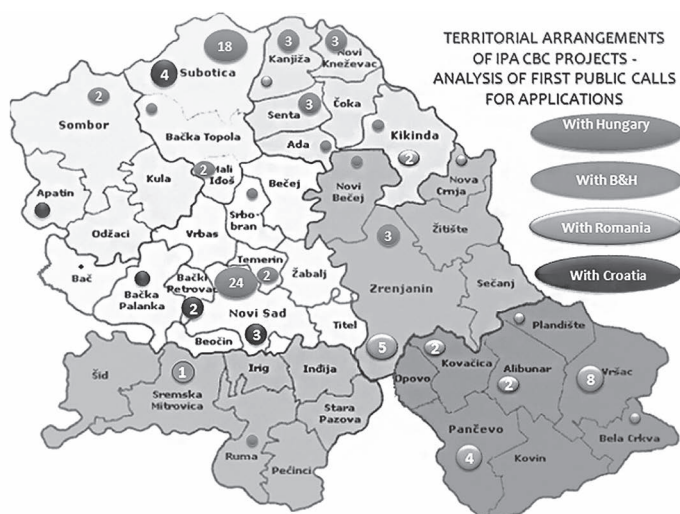 TERRITORIAL ARRANGEMENTS
OF IPA CBC PROJECTS -
ANALYSIS OF FIRST PUBLIC CALLS
FOR APPLICATIONS
With Hungary
With B&H
With Romania
With Croatia
18
4
Subotica
3
Kanjiža
3
Novi
Kneževac
2
Sombor
Bačka Topola
Senta
3
Čoka
Ada
Kikinda
2
Apatin
Kula
2
Mali
Iđoš
Bečej
Novi
Bečej
Nova
Crnja
Odžaci
Vrbas
Srbo-
bran
3
Žitište
Bač
Bačka
Palanka
Bački
Petrovac
2
Temerin
2
24
Žabalj
Zrenjanin
Sečanj
Novi Sad
3
Beočin
Titel
5
Plandište
Šid
1
Sremska
Mitrovica
Irig
Inđija
Stara
Pazova
Ruma
Pećinci
2
Opovo
Kovačica
Alibunar
2
8
Vršac
Pančevo
4
Kovin
Bela Crkva